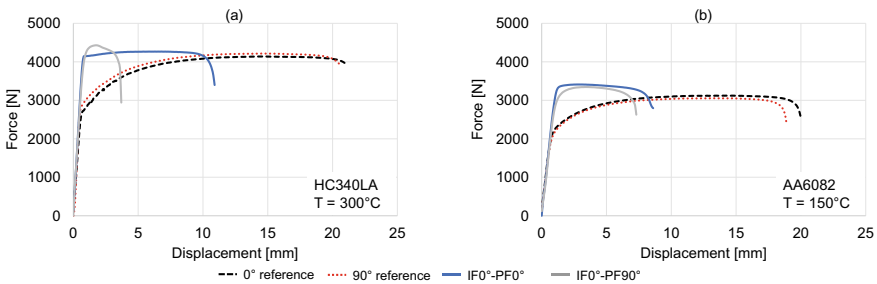 (a)
5000
4000
3000
2000
1000
0
Force [N]
HC340LA
T = 300°C
0 5 10 15 20 25
Displacement [mm]
(b)
5000
4000
3000
2000
1000
0
Force [N]
AA6082
T = 150°C
0 5 10 15 20 25
Displacement [mm]
0° reference 90° reference IF0°-PF0° IF0°-PF90°